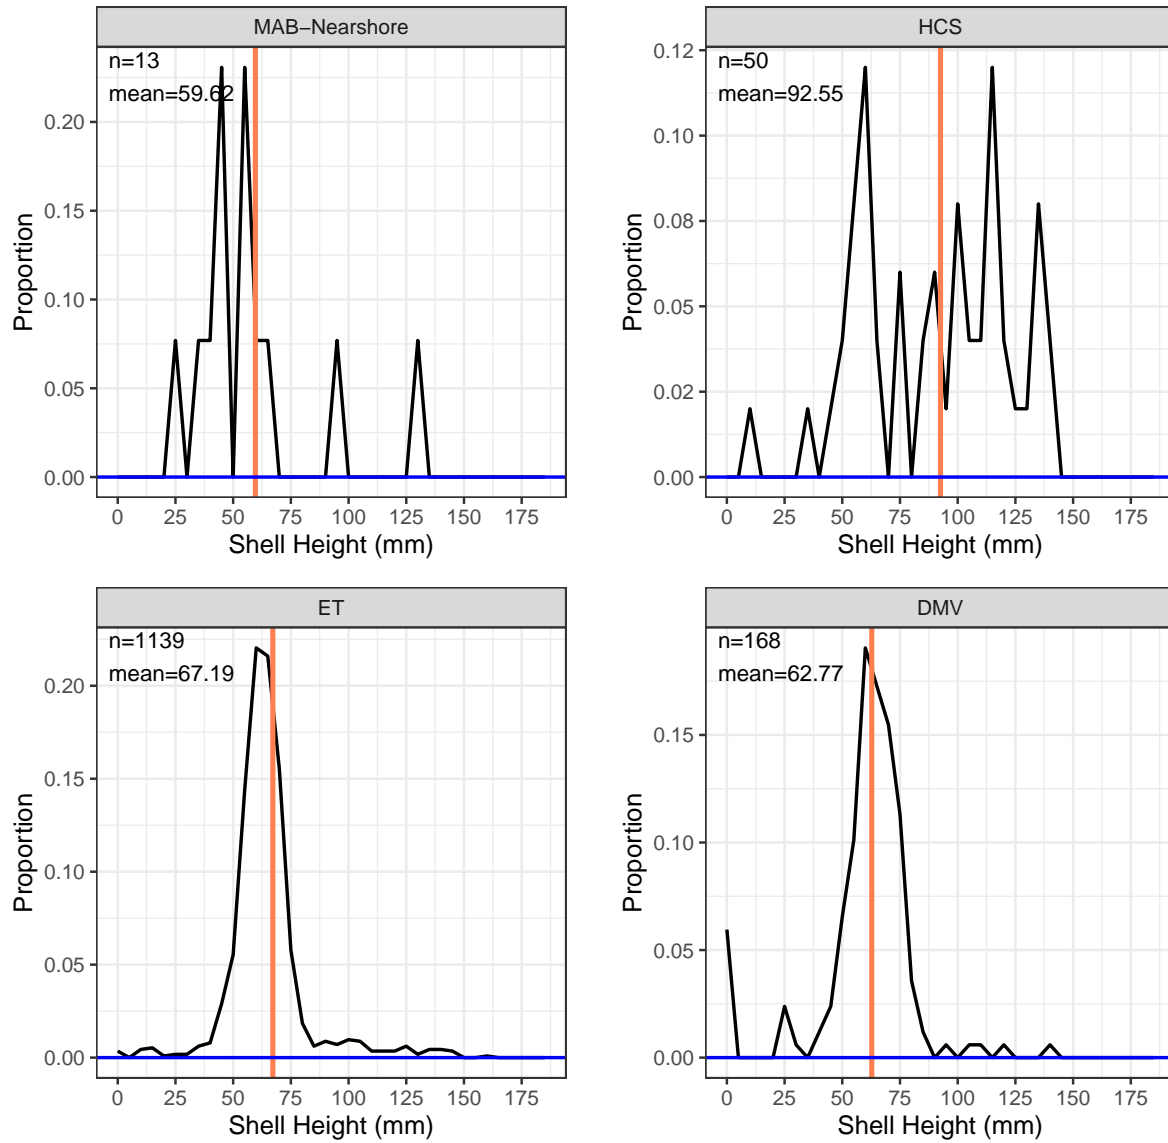 MAB−Nearshore
n=13
mean=59.62
Proportion
0.20
0.15
0.10
0.05
0.00
0 25 50 75 100 125 150 175
Shell Height (mm)
HCS
n=50
mean=92.55
Proportion
0.12
0.10
0.08
0.05
0.02
0.00
0 25 50 75 100 125 150 175
Shell Height (mm)
ET
n=1139
mean=67.19
Proportion
0.20
0.15
0.10
0.05
0.00
0 25 50 75 100 125 150 175
Shell Height (mm)
DMV
n=168
mean=62.77
Proportion
0.15
0.10
0.05
0.00
0 25 50 75 100 125 150 175
Shell Height (mm)